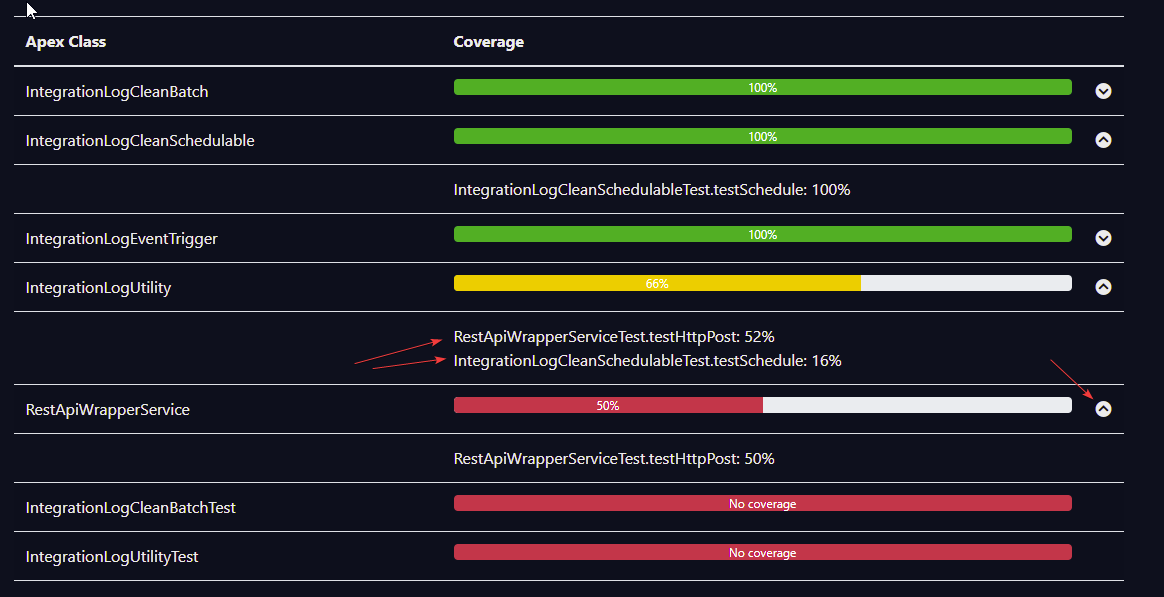 Apex Class Coverage
IntegrationLogCleanBatch 100%
IntegrationLogCleanSchedulable 100%
IntegrationLogCleanSchedulableTest.testSchedule: 100%
IntegrationLogEventTrigger 100%
IntegrationLogUtility 66%
RestApiWrapperServiceTest.testHttpPost: 52%
IntegrationLogCleanSchedulableTest.testSchedule: 16%
RestApiWrapperService 50%
RestApiWrapperServiceTest.testHttpPost: 50%
IntegrationLogCleanBatchTest No coverage
IntegrationLogUtilityTest No coverage